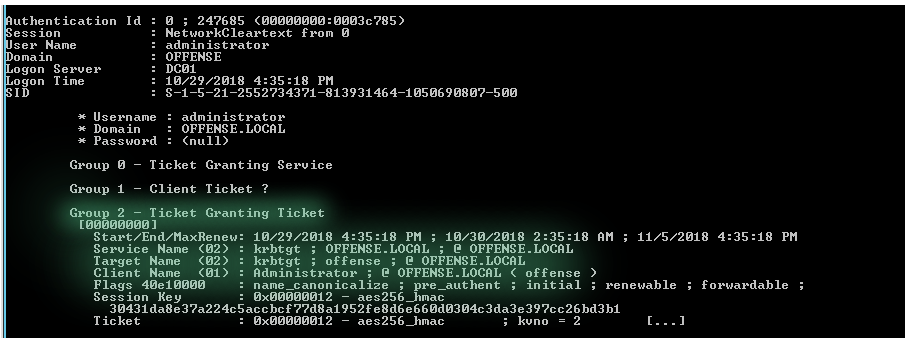 Authentication Id : 0 ; 247685 (00000000:0003c785)
Session : NetworkCleartext from 0
User Name : administrator
Domain : OFFENSE
Logon Server : DC01
Logon Time : 10/29/2018 4:35:18 PM
SID : S-1-5-21-2552734371-813931464-1050690807-500
* Username : administrator
* Domain : OFFENSE.LOCAL
* Password : (null)
Group 0 - Ticket Granting Service
Group 1 - Client Ticket ?
Group 2 - Ticket Granting Ticket
[00000000]
Start/End/MaxRenew: 10/29/2018 4:35:18 PM ; 10/30/2018 2:35:18 AM ; 11/5/2018 4:35:18 PM
Service Name (02) : krbtgt ; OFFENSE.LOCAL ; @ OFFENSE.LOCAL
Target Name (02) : krbtgt ; offense ; @ OFFENSE.LOCAL
Client Name (01) : Administrator ; @ OFFENSE.LOCAL ( offense )
Flags 40e10000 : name_canonicalize ; pre_authent ; initial ; renewable ; forwardable ;
Session Key : 0x00000012 - aes256_hmac
30431da8e37a224c5accbcf77d8a1952fe8d6e660d0304c3da3e397cc26bd3b1
Ticket : 0x00000012 - aes256_hmac ; kvno = 2 [...]